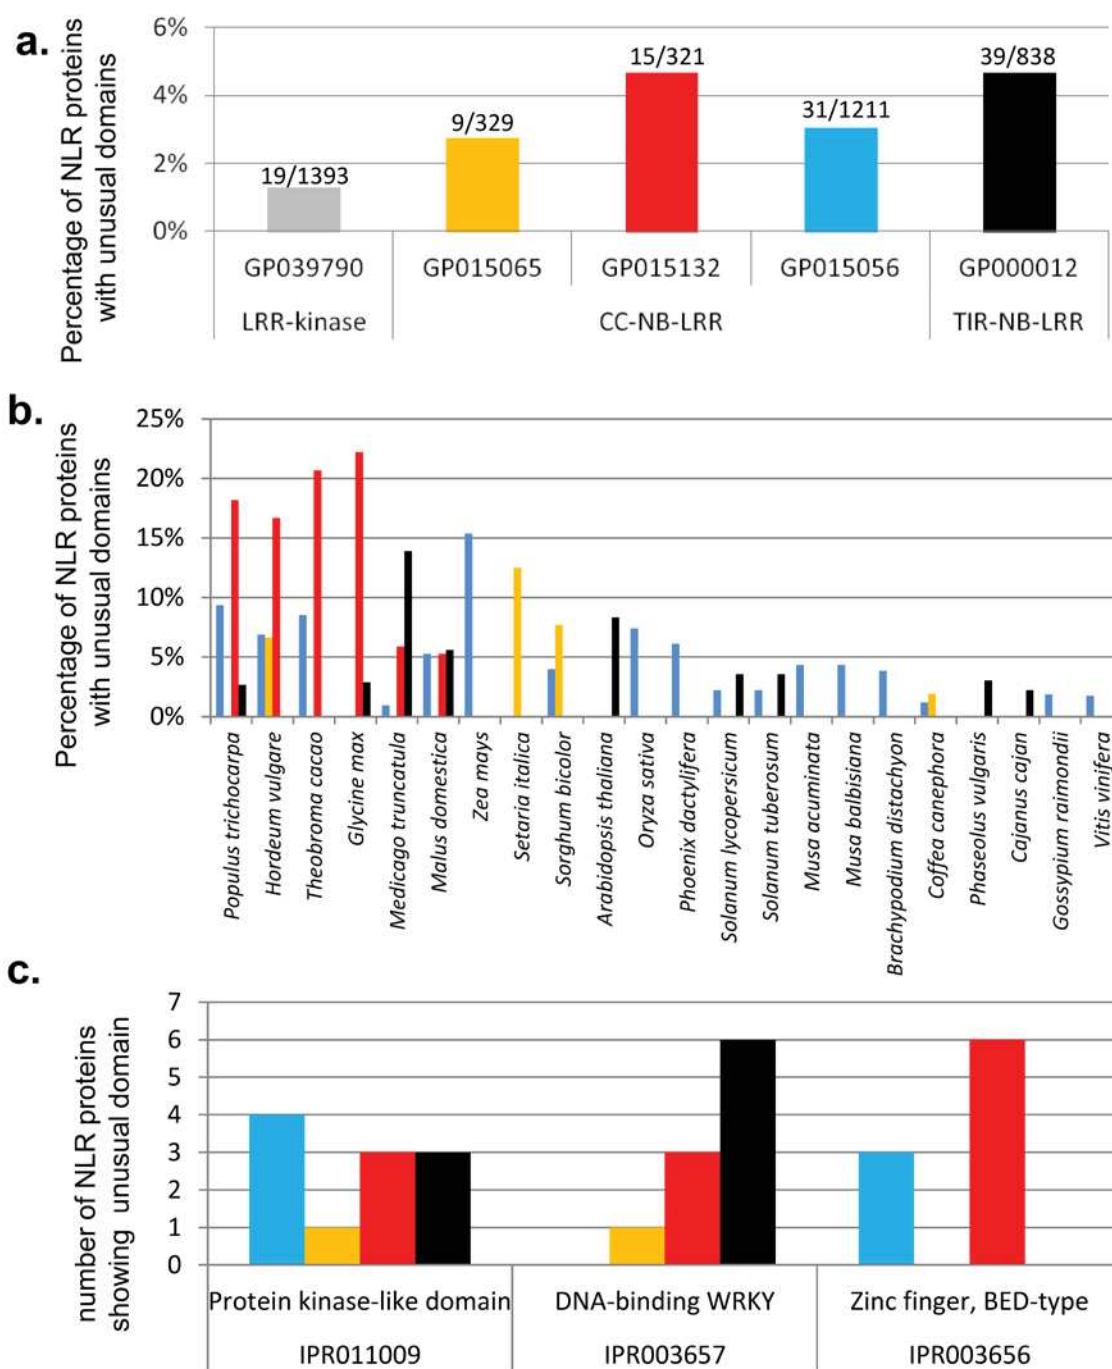 a.
Percentage of NLR proteins
with unusual domains
6%
4%
2%
0%
19/1393
9/329
15/321
31/1211
39/838
GP039790
GP015065
GP015132
GP015056
GP000012
LRR-kinase
CC-NB-LRR
TIR-NB-LRR
b.
Percentage of NLR proteins
with unusual domains
25%
20%
15%
10%
5%
0%
Populus trichocarpa
Hordeum vulgare
Theobroma cacao
Glycine max
Medicago truncatula
Malus domestica
Zea mays
Setaria italica
Sorghum bicolor
Arabidopsis thaliana
Oryza sativa
Phoenix dactylifera
Solanum lycopersicum
Solanum tuberosum
Musa acuminata
Musa balbisiana
Brachypodium distachyon
Coffea canephora
Phaseolus vulgaris
Cajanus cajan
Gossypium raimondii
Vitis vinifera
c.
number of NLR proteins
showing unusual domain
7
6
5
4
3
2
1
0
Protein kinase-like domain
DNA-binding WRKY
Zinc finger, BED-type
IPR011009
IPR003657
IPR003656